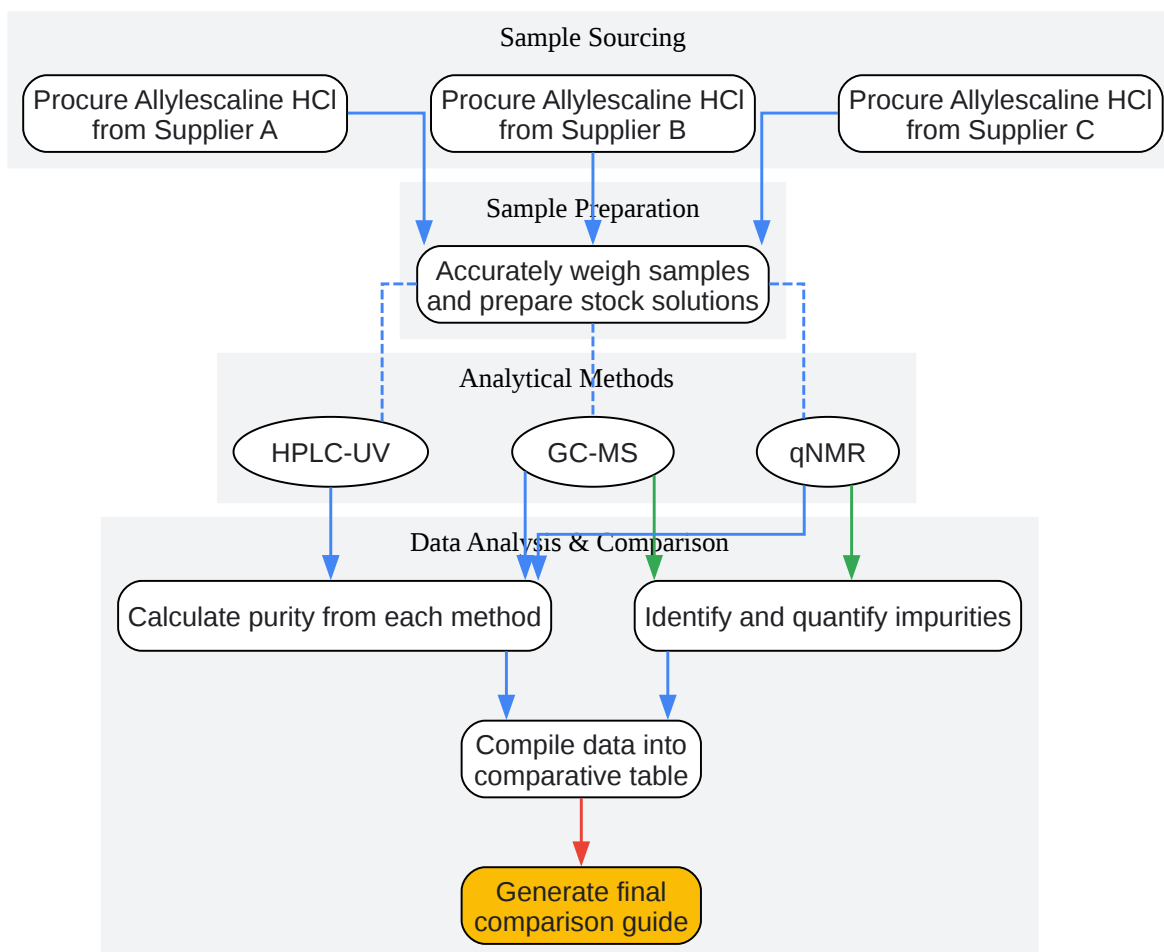 Sample Sourcing
Procure Allylescaline HCl
from Supplier A
Procure Allylescaline HCl
from Supplier B
Procure Allylescaline HCl
from Supplier C
Sample Preparation
Accurately weigh samples
and prepare stock solutions
Analytical Methods
HPLC-UV
GC-MS
qNMR
Data Analysis & Comparison
Calculate purity from each method
Identify and quantify impurities
Compile data into
comparative table
Generate final
comparison guide